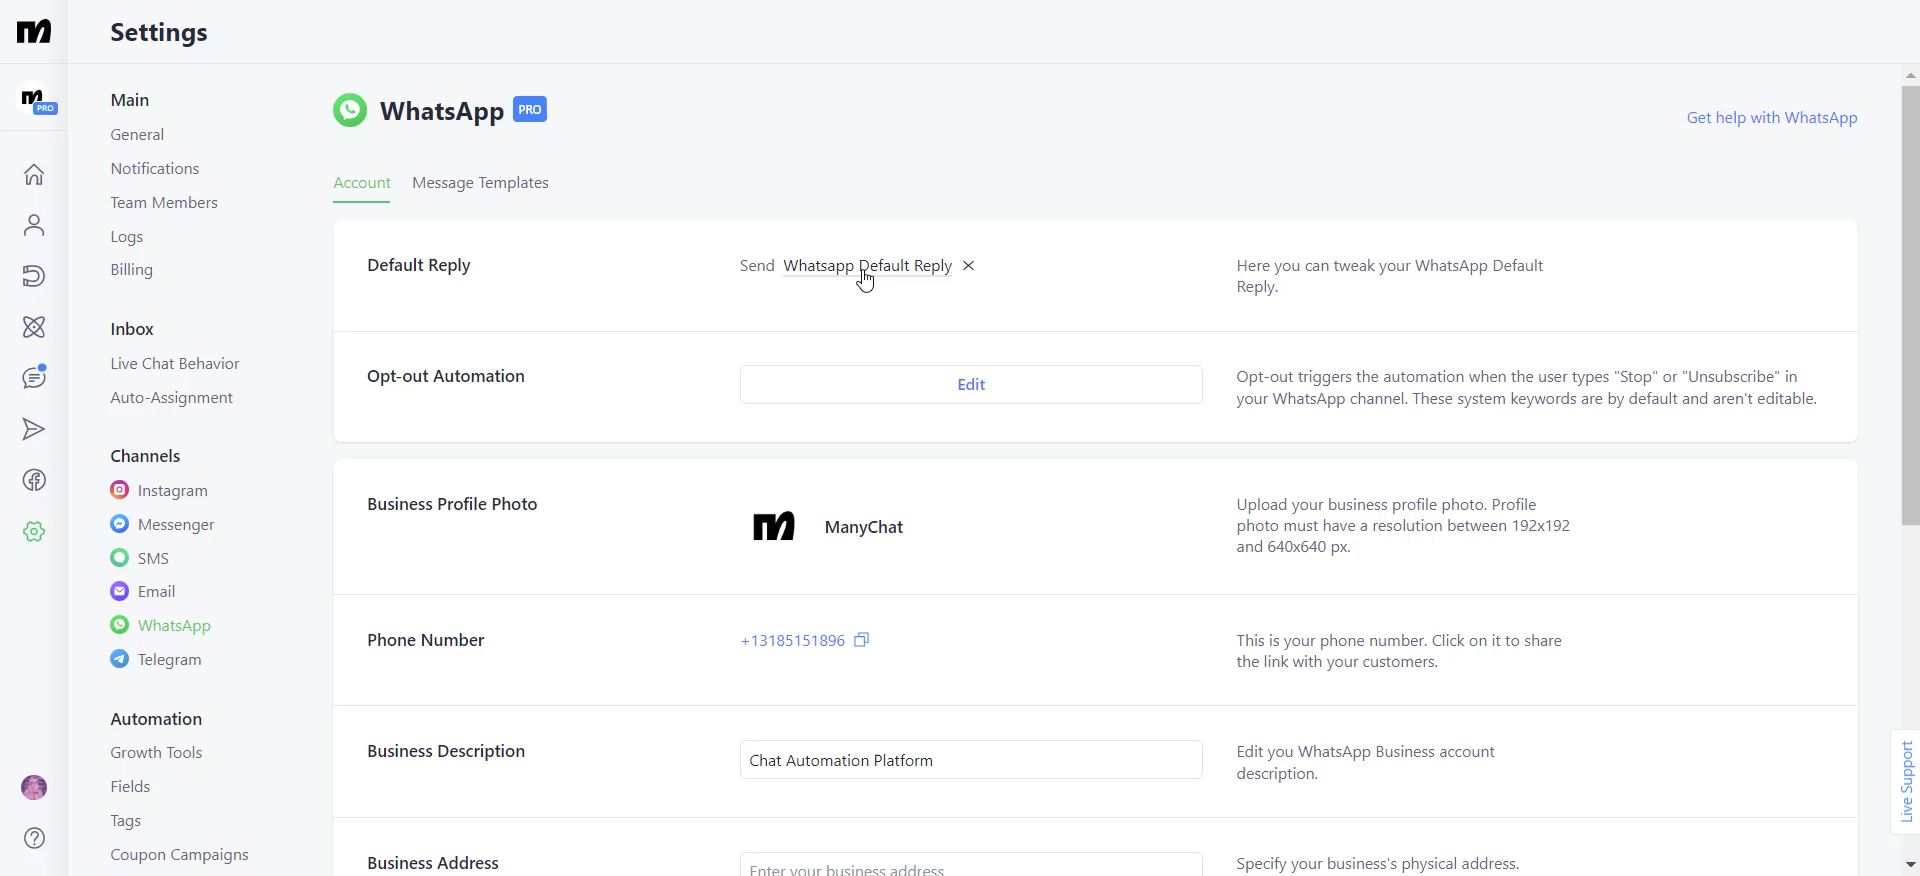 Settings
PRO
Main
General
Notifications
Team Members
Logs
Billing
Inbox
Live Chat Behavior
Auto-Assignment
Channels
Instagram
Messenger
SMS
Email
WhatsApp
Telegram
Automation
Growth Tools
Fields
Tags
Coupon Campaigns
WhatsApp PRO
Get help with WhatsApp
Account Message Templates
Default Reply
Send Whatsapp Default Reply
Here you can tweak your WhatsApp Default
Reply.
Opt-out Automation
Edit
Opt-out triggers the automation when the user types "Stop" or "Unsubscribe" in
your WhatsApp channel. These system keywords are by default and aren't editable.
Business Profile Photo
ManyChat
Upload your business profile photo. Profile
photo must have a resolution between 192x192
and 640x640 px.
Phone Number
+13185151896
This is your phone number. Click on it to share
the link with your customers.
Business Description
Chat Automation Platform
Edit you WhatsApp Business account
description.
Business Address
Enter your business address
Specify your business's physical address.
Live Support